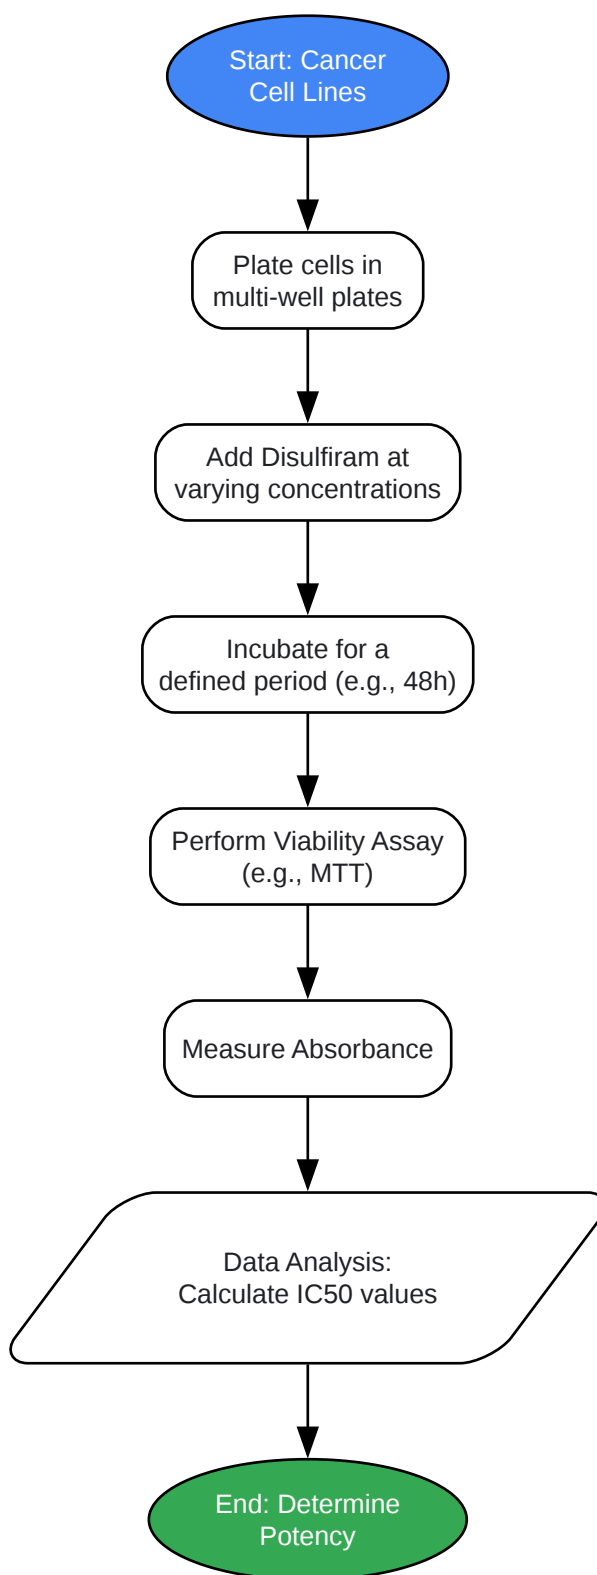 Start: Cancer
Cell Lines
Plate cells in
multi-well plates
Add Disulfiram at
varying concentrations
Incubate for a
defined period (e.g., 48h)
Perform Viability Assay
(e.g., MTT)
Measure Absorbance
Data Analysis:
Calculate IC50 values
End: Determine
Potency